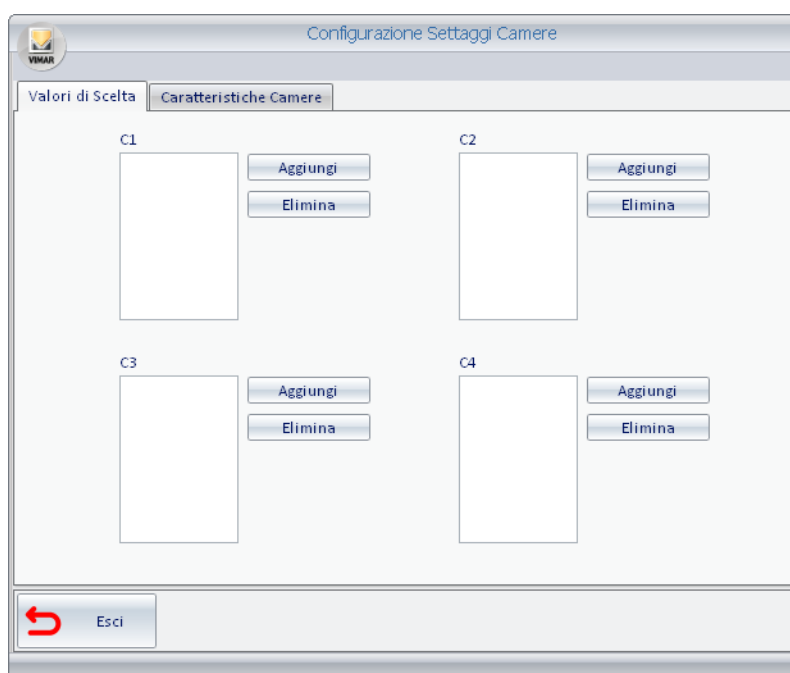 Configurazione Settaggi Camere
VIMAR
Valori di Scelta Caratteristiche Camere
C1 C2
Aggiungi Aggiungi
Elimina Elimina
C3 C4
Aggiungi Aggiungi
Elimina Elimina
Esci